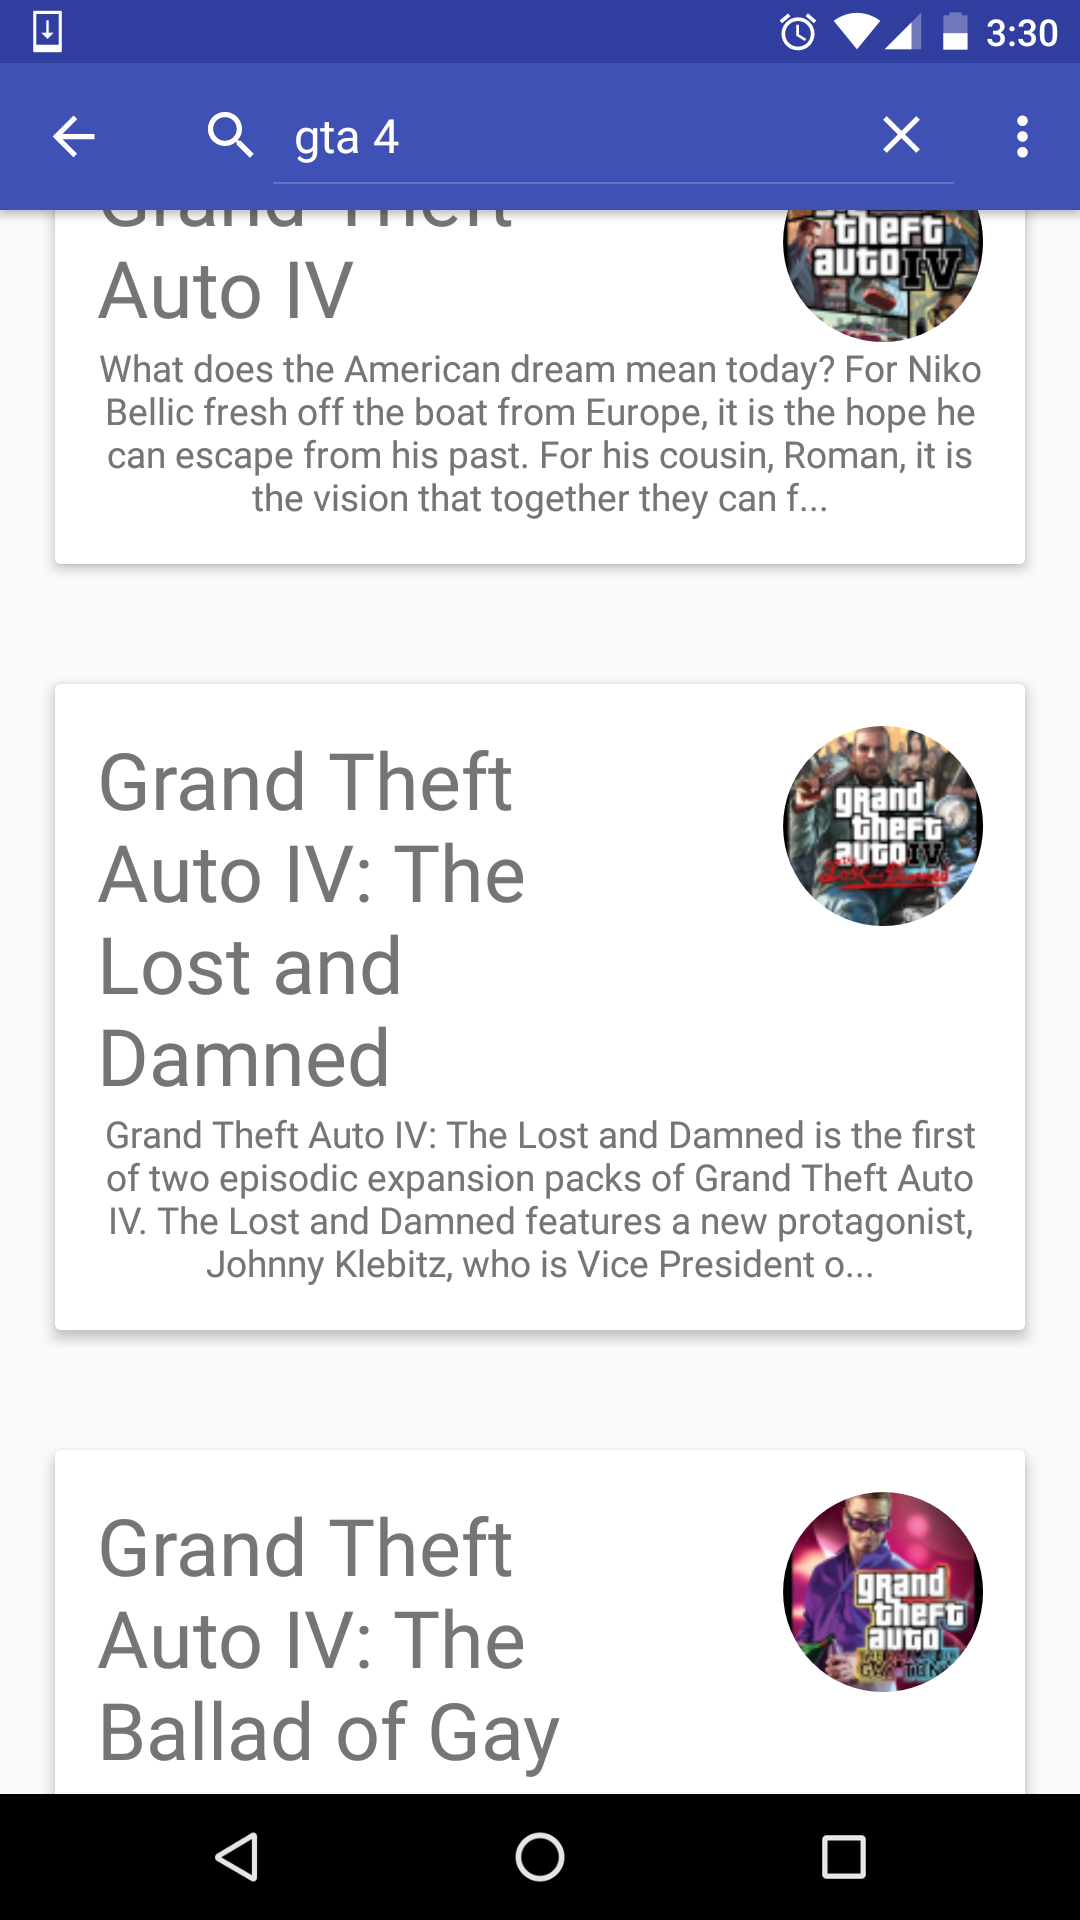 3:30
gta 4
Grand Theft
Auto IV
theft
auto IV
What does the American dream mean today? For Niko
Bellic fresh off the boat from Europe, it is the hope he
can escape from his past. For his cousin, Roman, it is
the vision that together they can f...
Grand Theft
Auto IV: The
Lost and
Damned
grand
theft
auto IV
Lost and Damned
Grand Theft Auto IV: The Lost and Damned is the first
of two episodic expansion packs of Grand Theft Auto
IV. The Lost and Damned features a new protagonist,
Johnny Klebitz, who is Vice President o...
Grand Theft
Auto IV: The
Ballad of Gay
grand
theft
auto